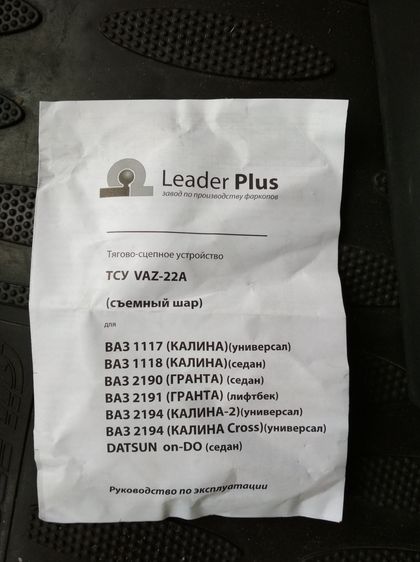 Leader Plus
завод по производству фаркопов
Тягово-сцепное устройство
ТСУ VAZ-22A
(съемный шар)
для
ВАЗ 1117 (КАЛИНА)(универсал)
ВАЗ 1118 (КАЛИНА)(седан)
ВАЗ 2190 (ГРАНТА) (седан)
ВАЗ 2191 (ГРАНТА) (лифтбек)
ВАЗ 2194 (КАЛИНА-2)(универсал)
ВАЗ 2194 (КАЛИНА Cross)(универсал)
DATSUN on-DO (седан)
Руководство по эксплуатации